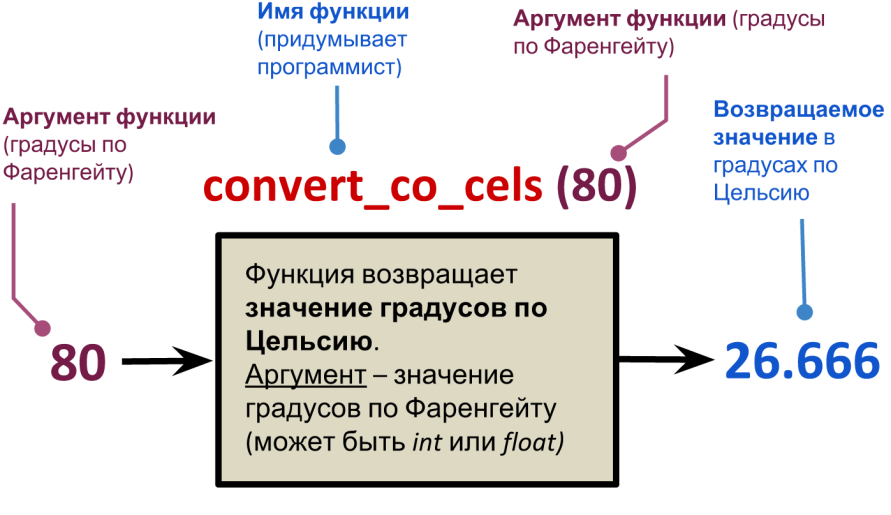 Имя функции
(придумывает
программист)
Аргумент функции (градусы
по Фаренгейту)
Аргумент функции
(градусы по
Фаренгейту)
Возвращаемое
значение в
градусах по
Цельсию
convert_co_cels (80)
80
Функция возвращает
значение градусов по
Цельсию.
Аргумент – значение
градусов по Фаренгейту
(может быть int или float)
26.666